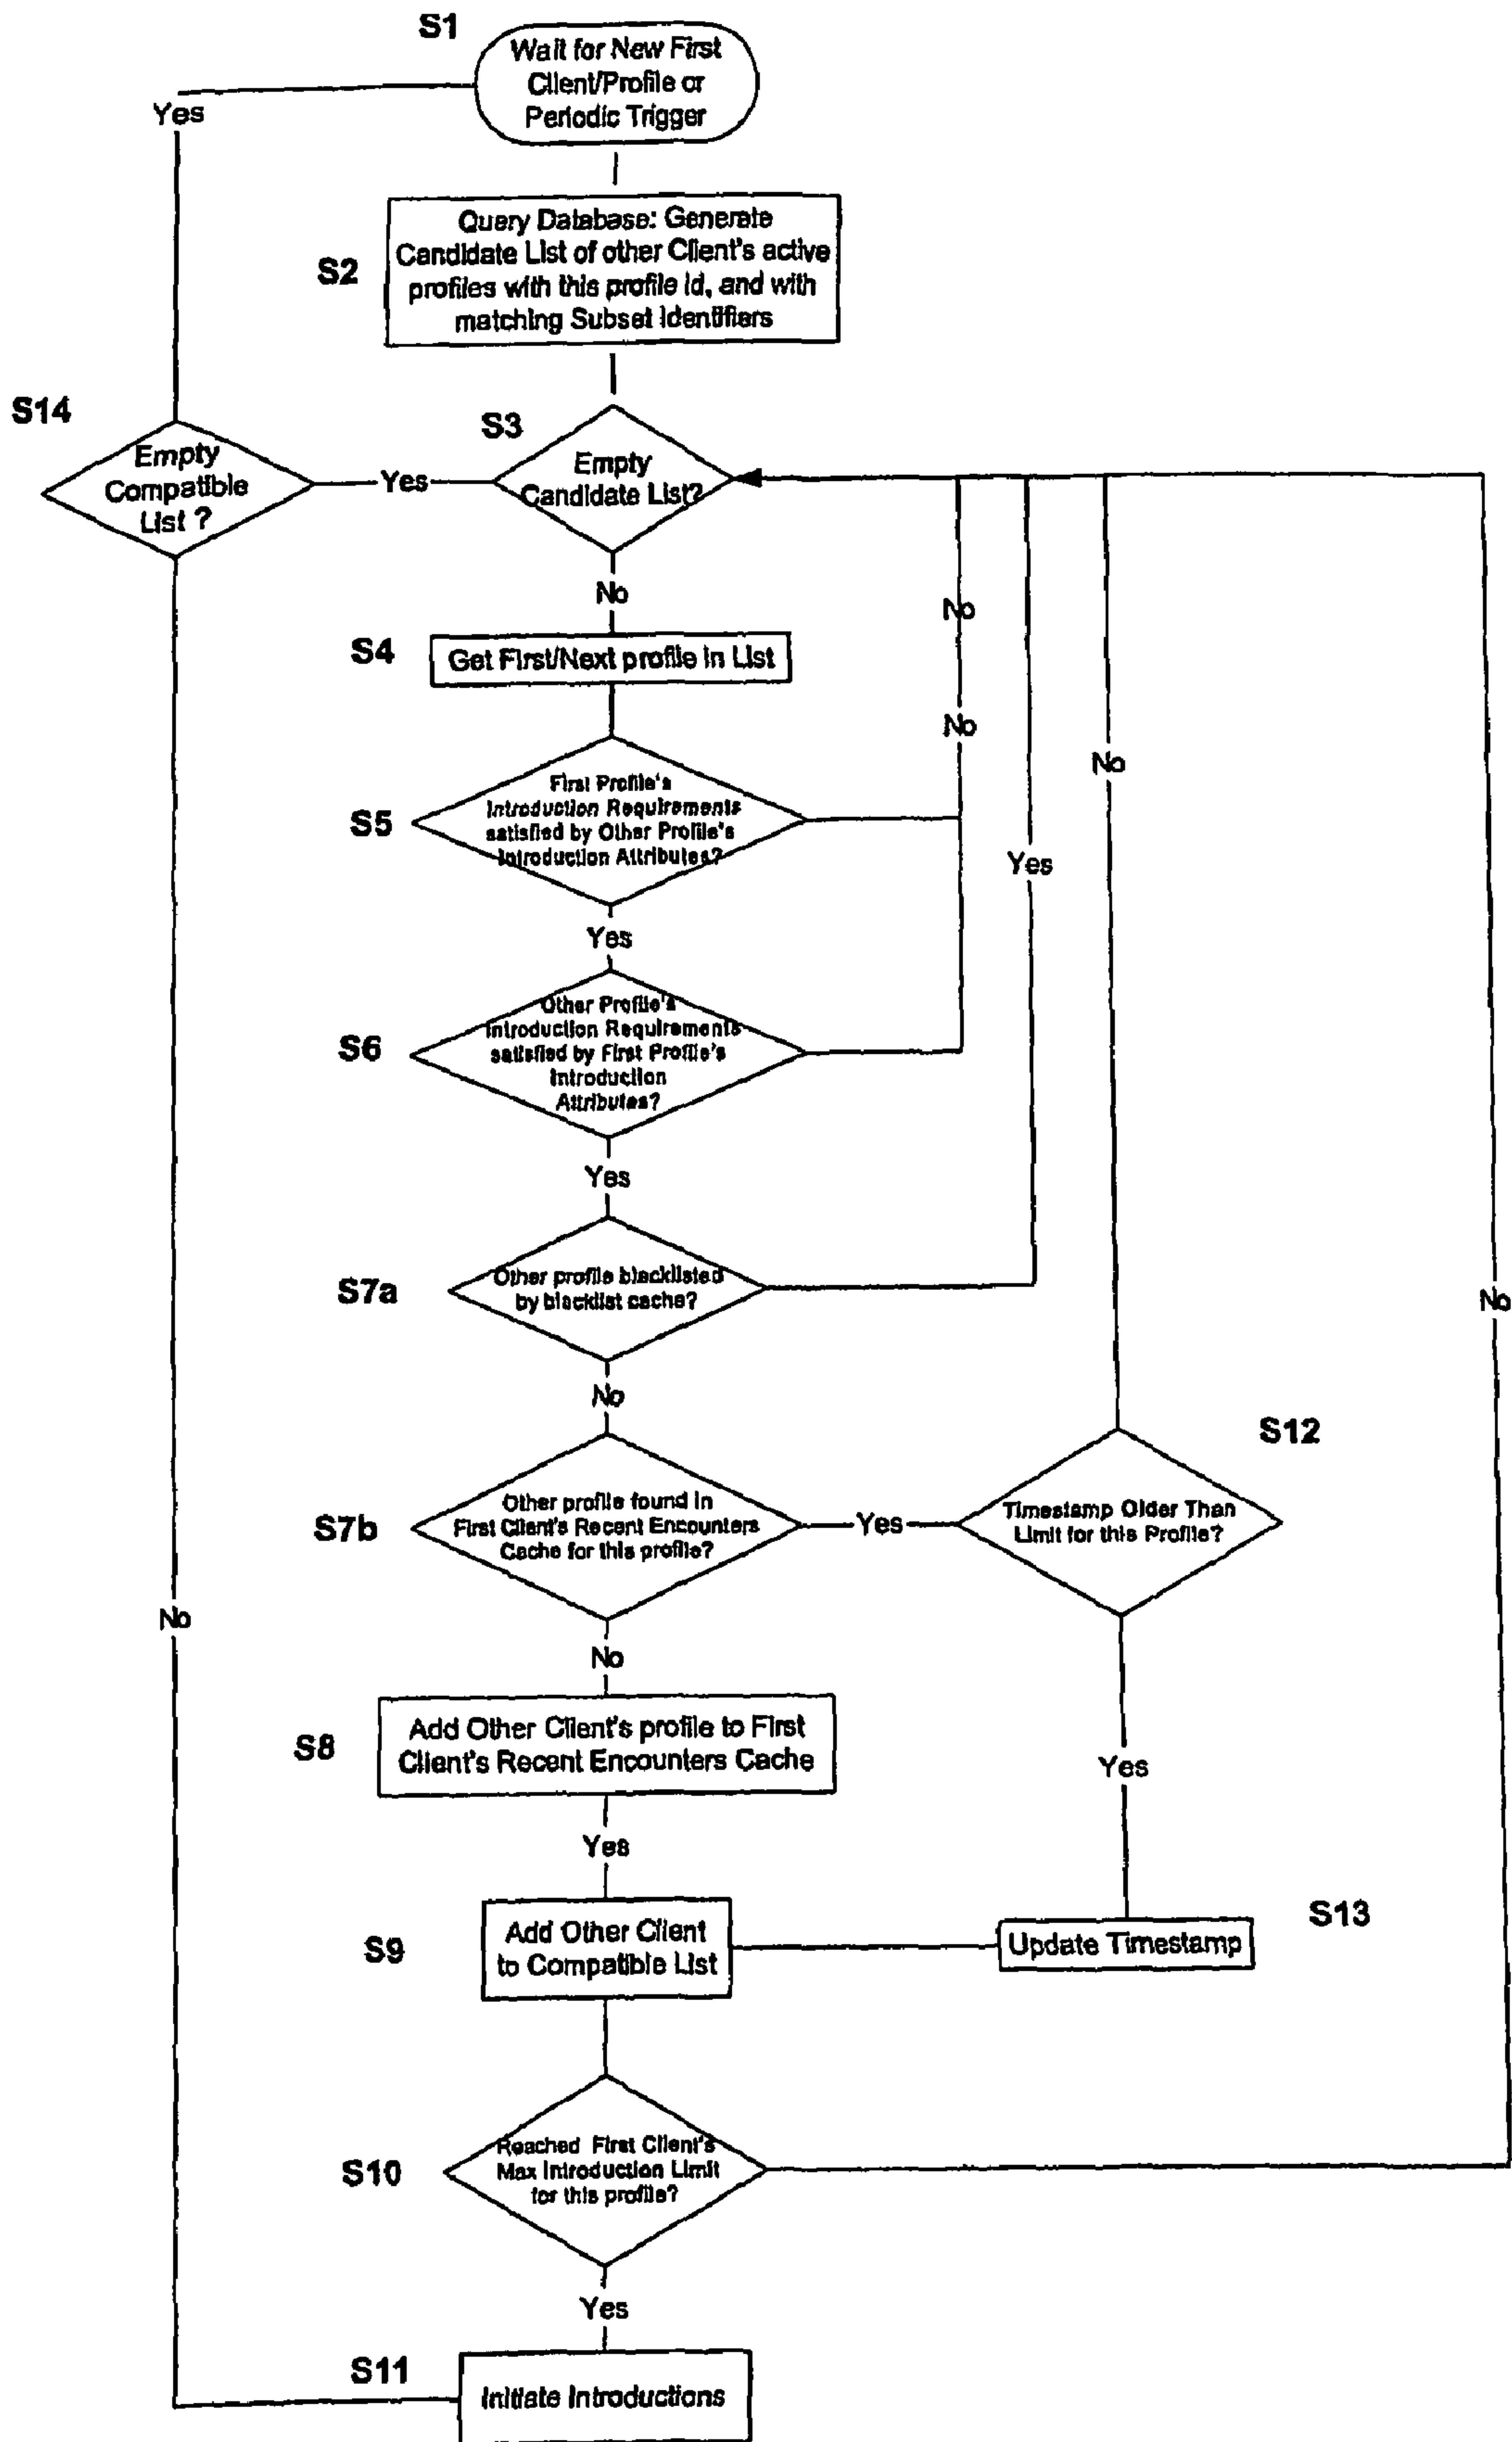 S1
Wait for New First
Client/Profile or
Periodic Trigger
Yes
S2
Query Database: Generate
Candidate List of other Client's active
profiles with this profile id, and with
matching Subset Identifiers
S14
Empty
Compatible
List ?
Yes
S3
Empty
Candidate List?
No
No
S4
Get First/Next profile in List
No
No
S5
First Profile's
Introduction Requirements
satisfied by Other Profile's
Introduction Attributes?
Yes
Yes
S6
Other Profile's
Introduction Requirements
satisfied by First Profile's
Introduction
Attributes?
Yes
S7a
Other profile blacklisted
by blacklist cache?
No
No
S7b
Other profile found in
First Client's Recent Encounters
Cache for this profile?
Yes
S12
Timestamp Older Than
Limit for this Profile?
No
No
S8
Add Other Client's profile to First
Client's Recent Encounters Cache
Yes
Yes
S9
Add Other Client
to Compatible List
S13
Update Timestamp
S10
Reached First Client's
Max Introduction Limit
for this profile?
Yes
S11
Initiate Introductions